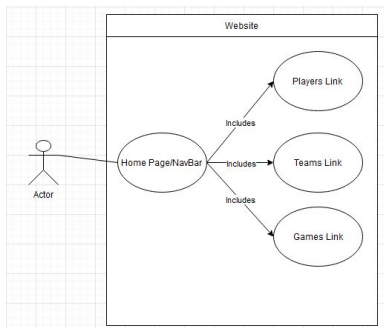 Website
Players Link
Includes
Home Page/NavBar
Includes
Teams Link
Includes
Actor
Games Link